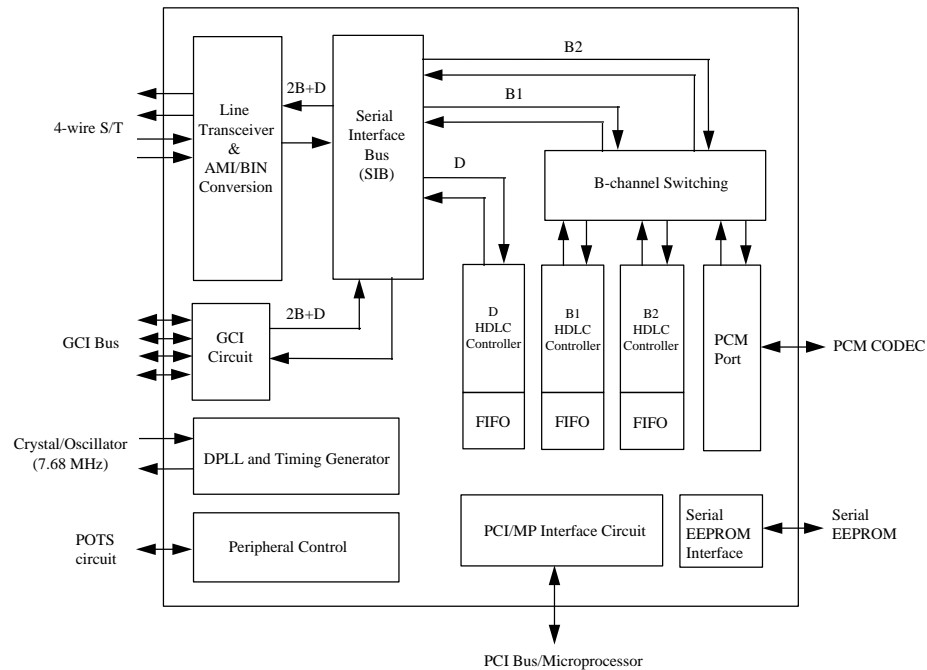 B2
2B+D
B1
4-wire S/T
Line
Transceiver
&
AMI/BIN
Conversion
Serial
Interface
Bus
(SIB)
D
B-channel Switching
GCI Bus
GCI
Circuit
2B+D
D
HDLC
Controller
FIFO
B1
HDLC
Controller
FIFO
B2
HDLC
Controller
FIFO
PCM
Port
PCM CODEC
Crystal/Oscillator
(7.68 MHz)
DPLL and Timing Generator
POTS
circuit
Peripheral Control
PCI/MP Interface Circuit
Serial
EEPROM
Interface
Serial
EEPROM
PCI Bus/Microprocessor